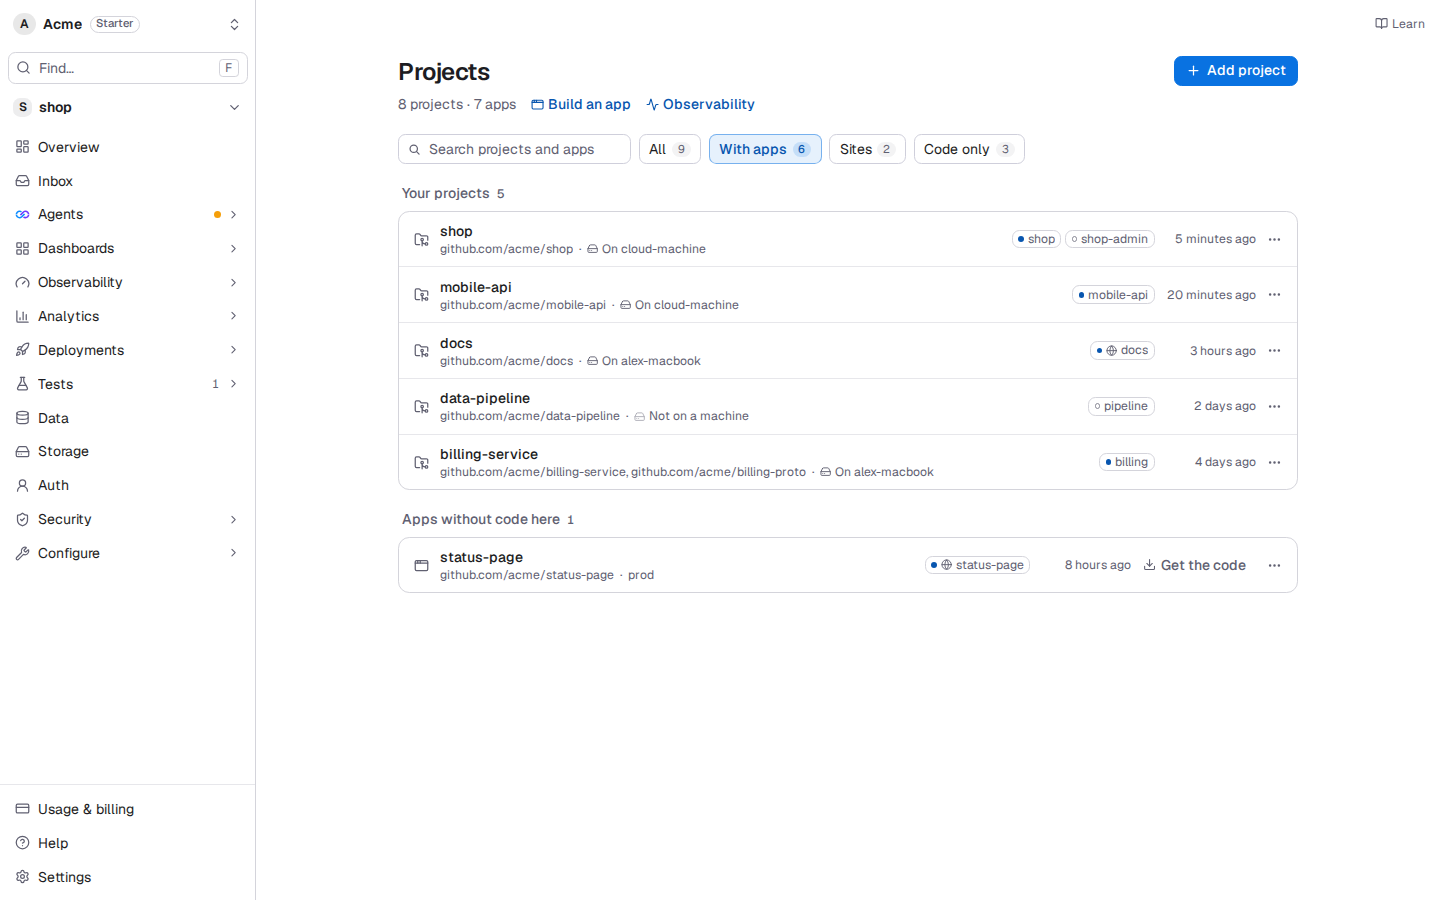 A Acme Starter
Learn
Find... F
S shop
Overview
Inbox
Agents
Dashboards
Observability
Analytics
Deployments
Tests 1
Data
Storage
Auth
Security
Configure
Usage & billing
Help
Settings
Projects
Add project
8 projects · 7 apps Build an app Observability
Search projects and apps All 9 With apps 6 Sites 2 Code only 3
Your projects 5
shop
github.com/acme/shop · On cloud-machine
shop shop-admin 5 minutes ago
mobile-api
github.com/acme/mobile-api · On cloud-machine
mobile-api 20 minutes ago
docs
github.com/acme/docs · On alex-macbook
docs 3 hours ago
data-pipeline
github.com/acme/data-pipeline · Not on a machine
pipeline 2 days ago
billing-service
github.com/acme/billing-service, github.com/acme/billing-proto · On alex-macbook
billing 4 days ago
Apps without code here 1
status-page
github.com/acme/status-page · prod
status-page 8 hours ago Get the code